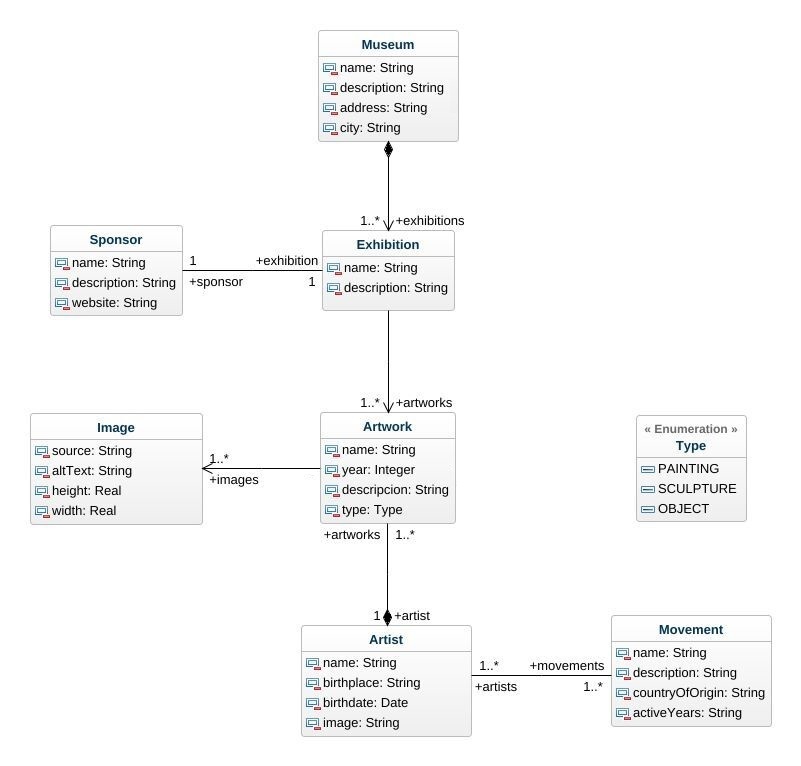 Museum
name: String
description: String
address: String
city: String
1..* +exhibitions
Sponsor
name: String
description: String
website: String
1 +exhibition
+sponsor 1
Exhibition
name: String
description: String
1..* +artworks
Image
source: String
altText: String
height: Real
width: Real
1..*
+images
Artwork
name: String
year: Integer
descripcion: String
type: Type
« Enumeration »
Type
PAINTING
SCULPTURE
OBJECT
+artworks 1..*
1 +artist
Artist
name: String
birthplace: String
birthdate: Date
image: String
1..* +movements
+artists 1..*
Movement
name: String
description: String
countryOfOrigin: String
activeYears: String